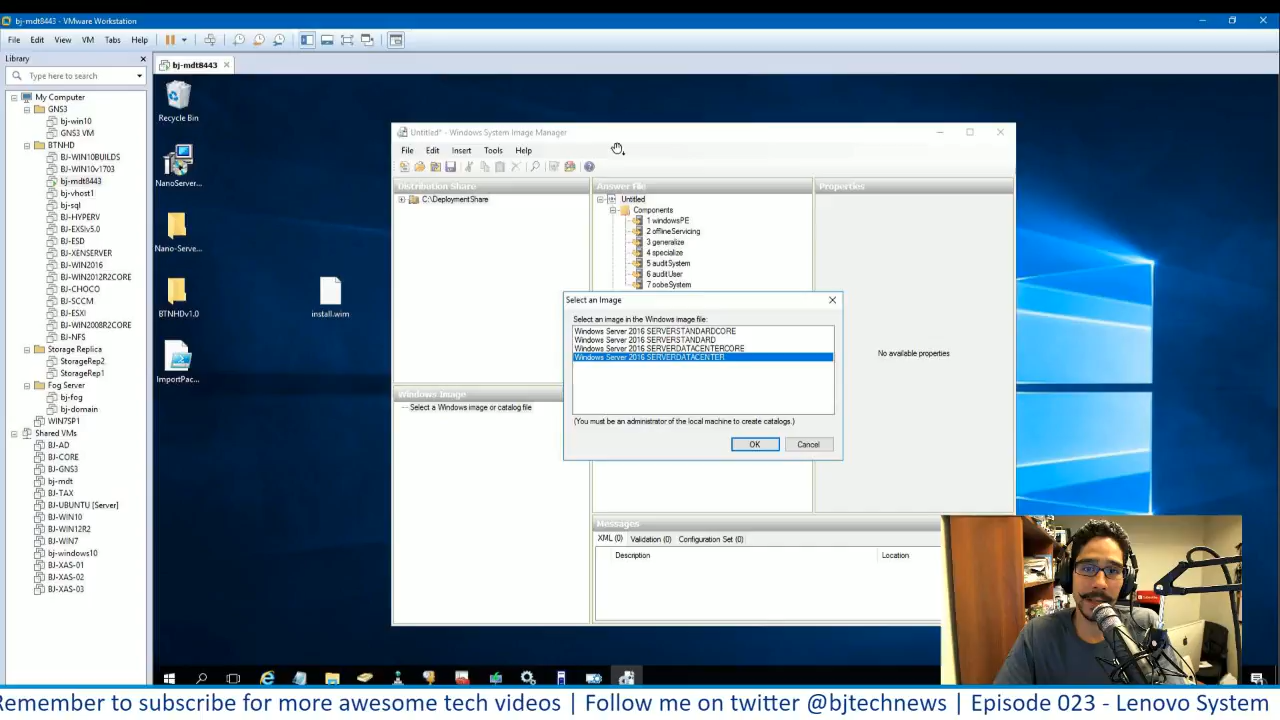 bj-mdt8443 - VMware Workstation
File Edit View VM Tabs Help
Library
Type here to search
My Computer
GNS3
bj-win10
GNS3 VM
BTNHD
BJ-WIN10BUILDS
BJ-WIN10v1703
bj-mdt8443
bj-vhost1
bj-sql
BJ-HYPERV
BJ-EXSIv5.0
BJ-ESD
BJ-XENSERVER
BJ-WIN2016
BJ-WIN2012R2CORE
BJ-CHOCO
BJ-SCCM
BJ-ESXI
BJ-WIN2008R2CORE
BJ-NFS
Storage Replica
StorageRep2
StorageRep1
Fog Server
bj-fog
bj-domain
WIN7SP1
Shared VMs
BJ-AD
BJ-CORE
BJ-GNS3
bj-mdt
BJ-TAX
BJ-UBUNTU [Server]
BJ-WIN10
BJ-WIN12R2
BJ-WIN7
bj-windows10
BJ-XAS-01
BJ-XAS-02
BJ-XAS-03
bj-mdt8443
Recycle Bin
NanoServer...
Nano-Serve...
BTNHDv1.0
install.wim
ImportPac...
Untitled* - Windows System Image Manager
File Edit Insert Tools Help
Distribution Share
C:\DeploymentShare
Answer File
Untitled
Components
1 windowsPE
2 offlineServicing
3 generalize
4 specialize
5 auditSystem
6 auditUser
7 oobeSystem
Properties
No available properties
Windows Image
Select a Windows image or catalog file
Select an Image
Select an image in the Windows image file:
Windows Server 2016 SERVERSTANDARDCORE
Windows Server 2016 SERVERSTANDARD
Windows Server 2016 SERVERDATACENTERCORE
Windows Server 2016 SERVERDATACENTER
(You must be an administrator of the local machine to create catalogs.)
OK Cancel
Messages
XML (0) Validation (0) Configuration Set (0)
Description Location
Remember to subscribe for more awesome tech videos | Follow me on twitter @bjtechnews | Episode 023 - Lenovo System